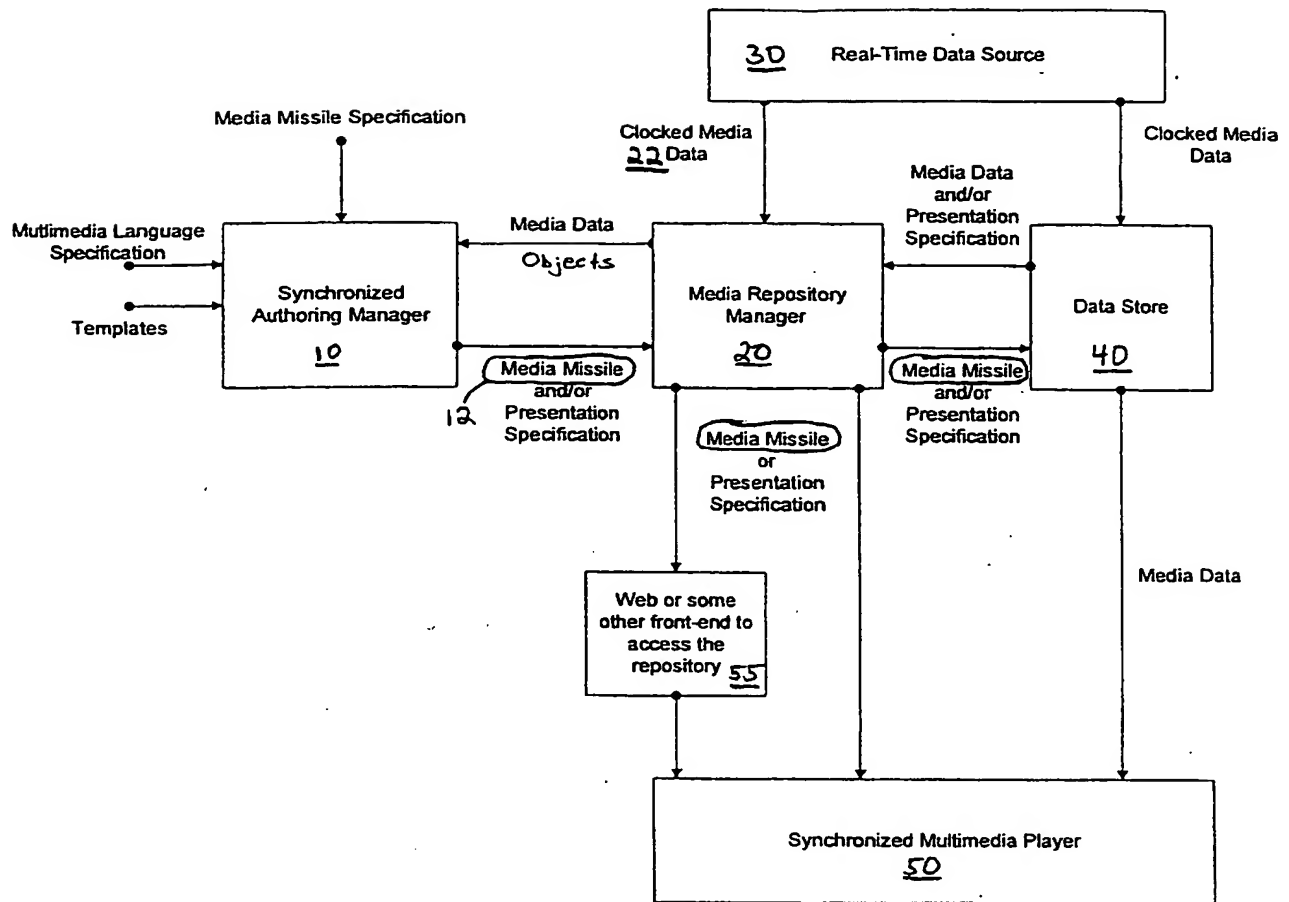 30 Real-Time Data Source
Media Missile Specification
Clocked Media
22 Data
Clocked Media
Data
Media Data
and/or
Presentation
Specification
Mutlimedia Language
Specification
Templates
Synchronized
Authoring Manager
10
Media Data
Objects
Media Repository
Manager
20
Data Store
40
Media Missile
and/or
Presentation
Specification
12
Media Missile
and/or
Presentation
Specification
Media Missile
or
Presentation
Specification
Web or some
other front-end to
access the
repository 55
Media Data
Synchronized Multimedia Player
50